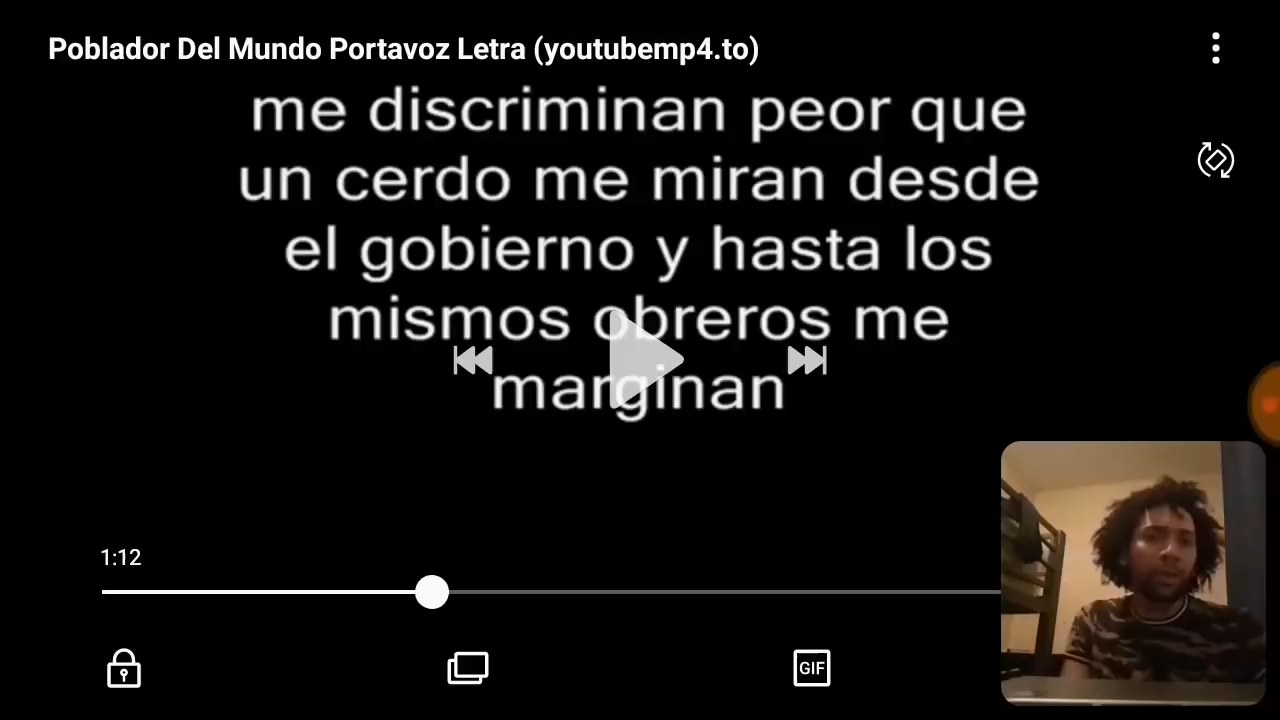 Poblador Del Mundo Portavoz Letra (youtubemp4.to)
me discriminan peor que
un cerdo me miran desde
el gobierno y hasta los
mismos obreros me
marginan
1:12
GIF